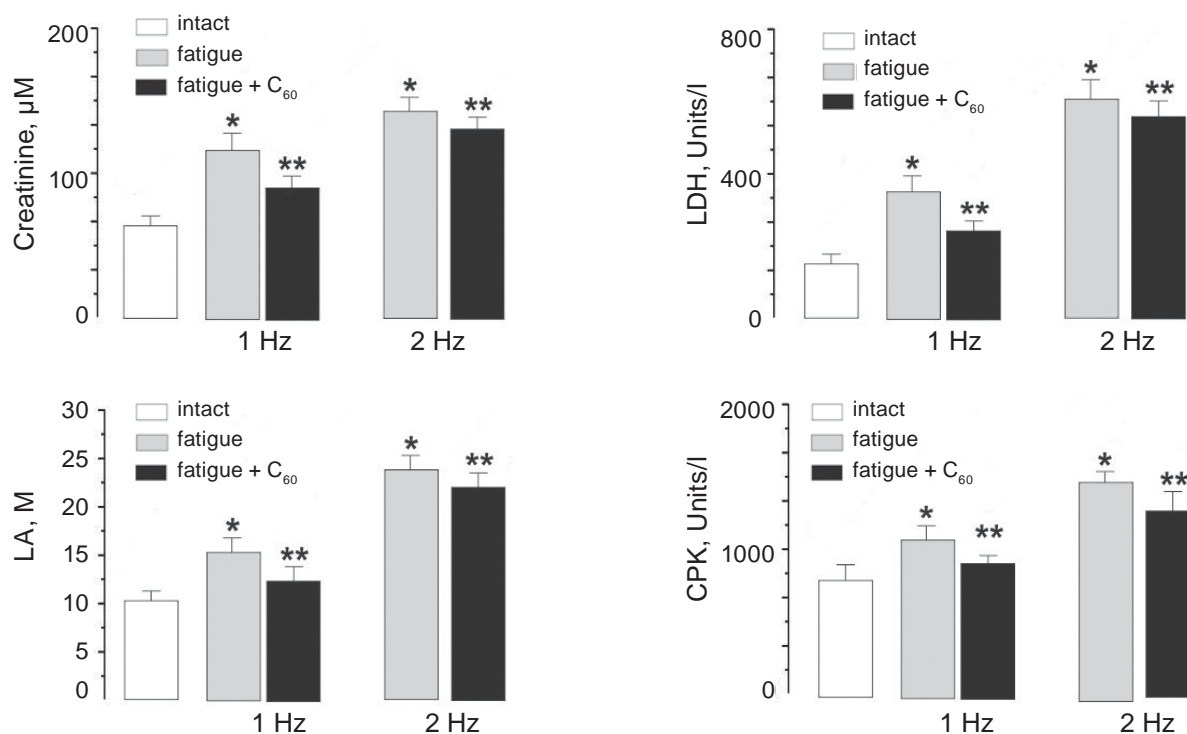 200
intact
fatigue
fatigue + C₆₀
*
**
*
**
100
0
Creatinine, µM
1 Hz
2 Hz
800
intact
fatigue
fatigue + C₆₀
*
**
*
**
400
0
LDH, Units/l
1 Hz
2 Hz
30
intact
fatigue
fatigue + C₆₀
25
20
15
10
5
0
*
**
*
**
LA, M
1 Hz
2 Hz
2000
intact
fatigue
fatigue + C₆₀
*
**
*
**
1000
0
CPK, Units/l
1 Hz
2 Hz